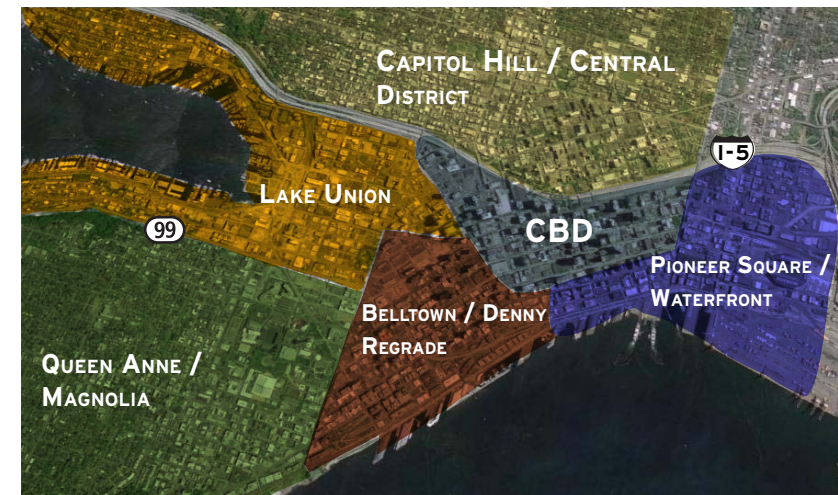 Capitol Hill / Central
District
I-5
Lake Union
99
CBD
Pioneer Square /
Waterfront
Belltown / Denny
Regrade
Queen Anne /
Magnolia